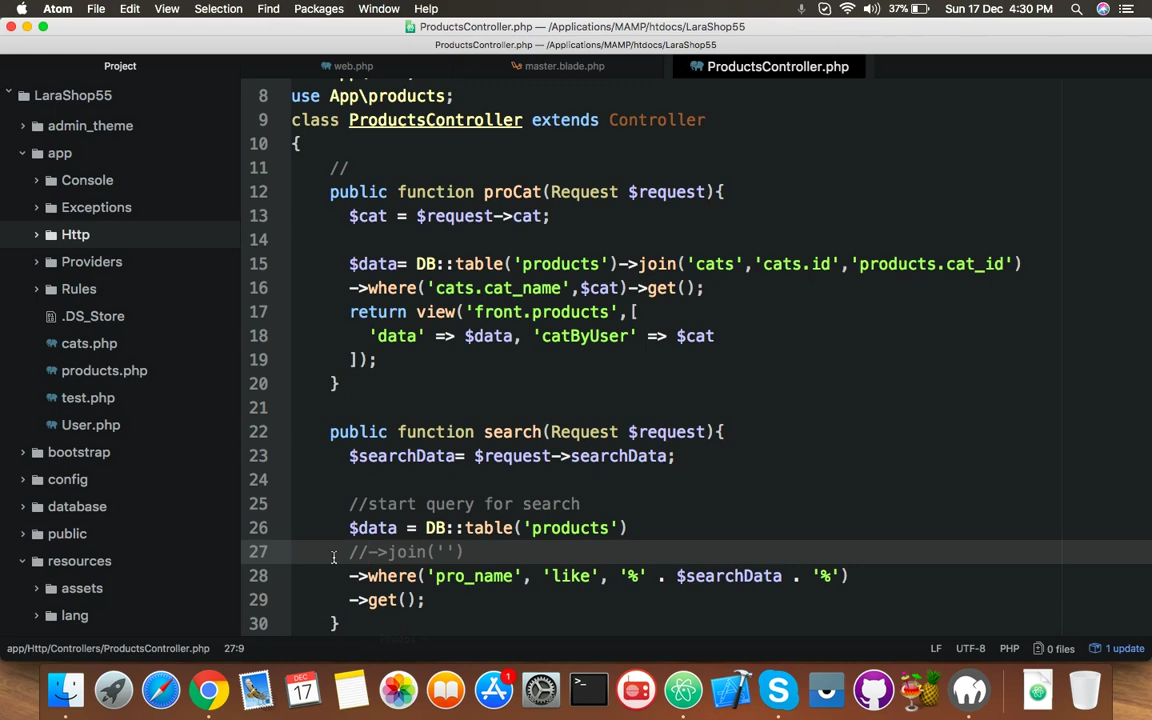 Atom File Edit View Selection Find Packages Window Help 37% Sun 17 Dec 4:30 PM
ProductsController.php — /Applications/MAMP/htdocs/LaraShop55
ProductsController.php — /Applications/MAMP/htdocs/LaraShop55
Project
web.php
master.blade.php
ProductsController.php
LaraShop55
admin_theme
app
Console
Exceptions
Http
Providers
Rules
.DS_Store
cats.php
products.php
test.php
User.php
bootstrap
config
database
public
resources
assets
lang
8 use App\products;
9 class ProductsController extends Controller
10 {
11 //
12 public function proCat(Request $request){
13 $cat = $request->cat;
14
15 $data= DB::table('products')->join('cats','cats.id','products.cat_id')
16 ->where('cats.cat_name',$cat)->get();
17 return view('front.products',[
18 'data' => $data, 'catByUser' => $cat
19 ]);
20 }
21
22 public function search(Request $request){
23 $searchData= $request->searchData;
24
25 //start query for search
26 $data = DB::table('products')
27 //->join('')
28 ->where('pro_name', 'like', '%' . $searchData . '%')
29 ->get();
30 }
app/Http/Controllers/ProductsController.php 27:9 LF UTF-8 PHP 0 files 1 update
DEC
17
1